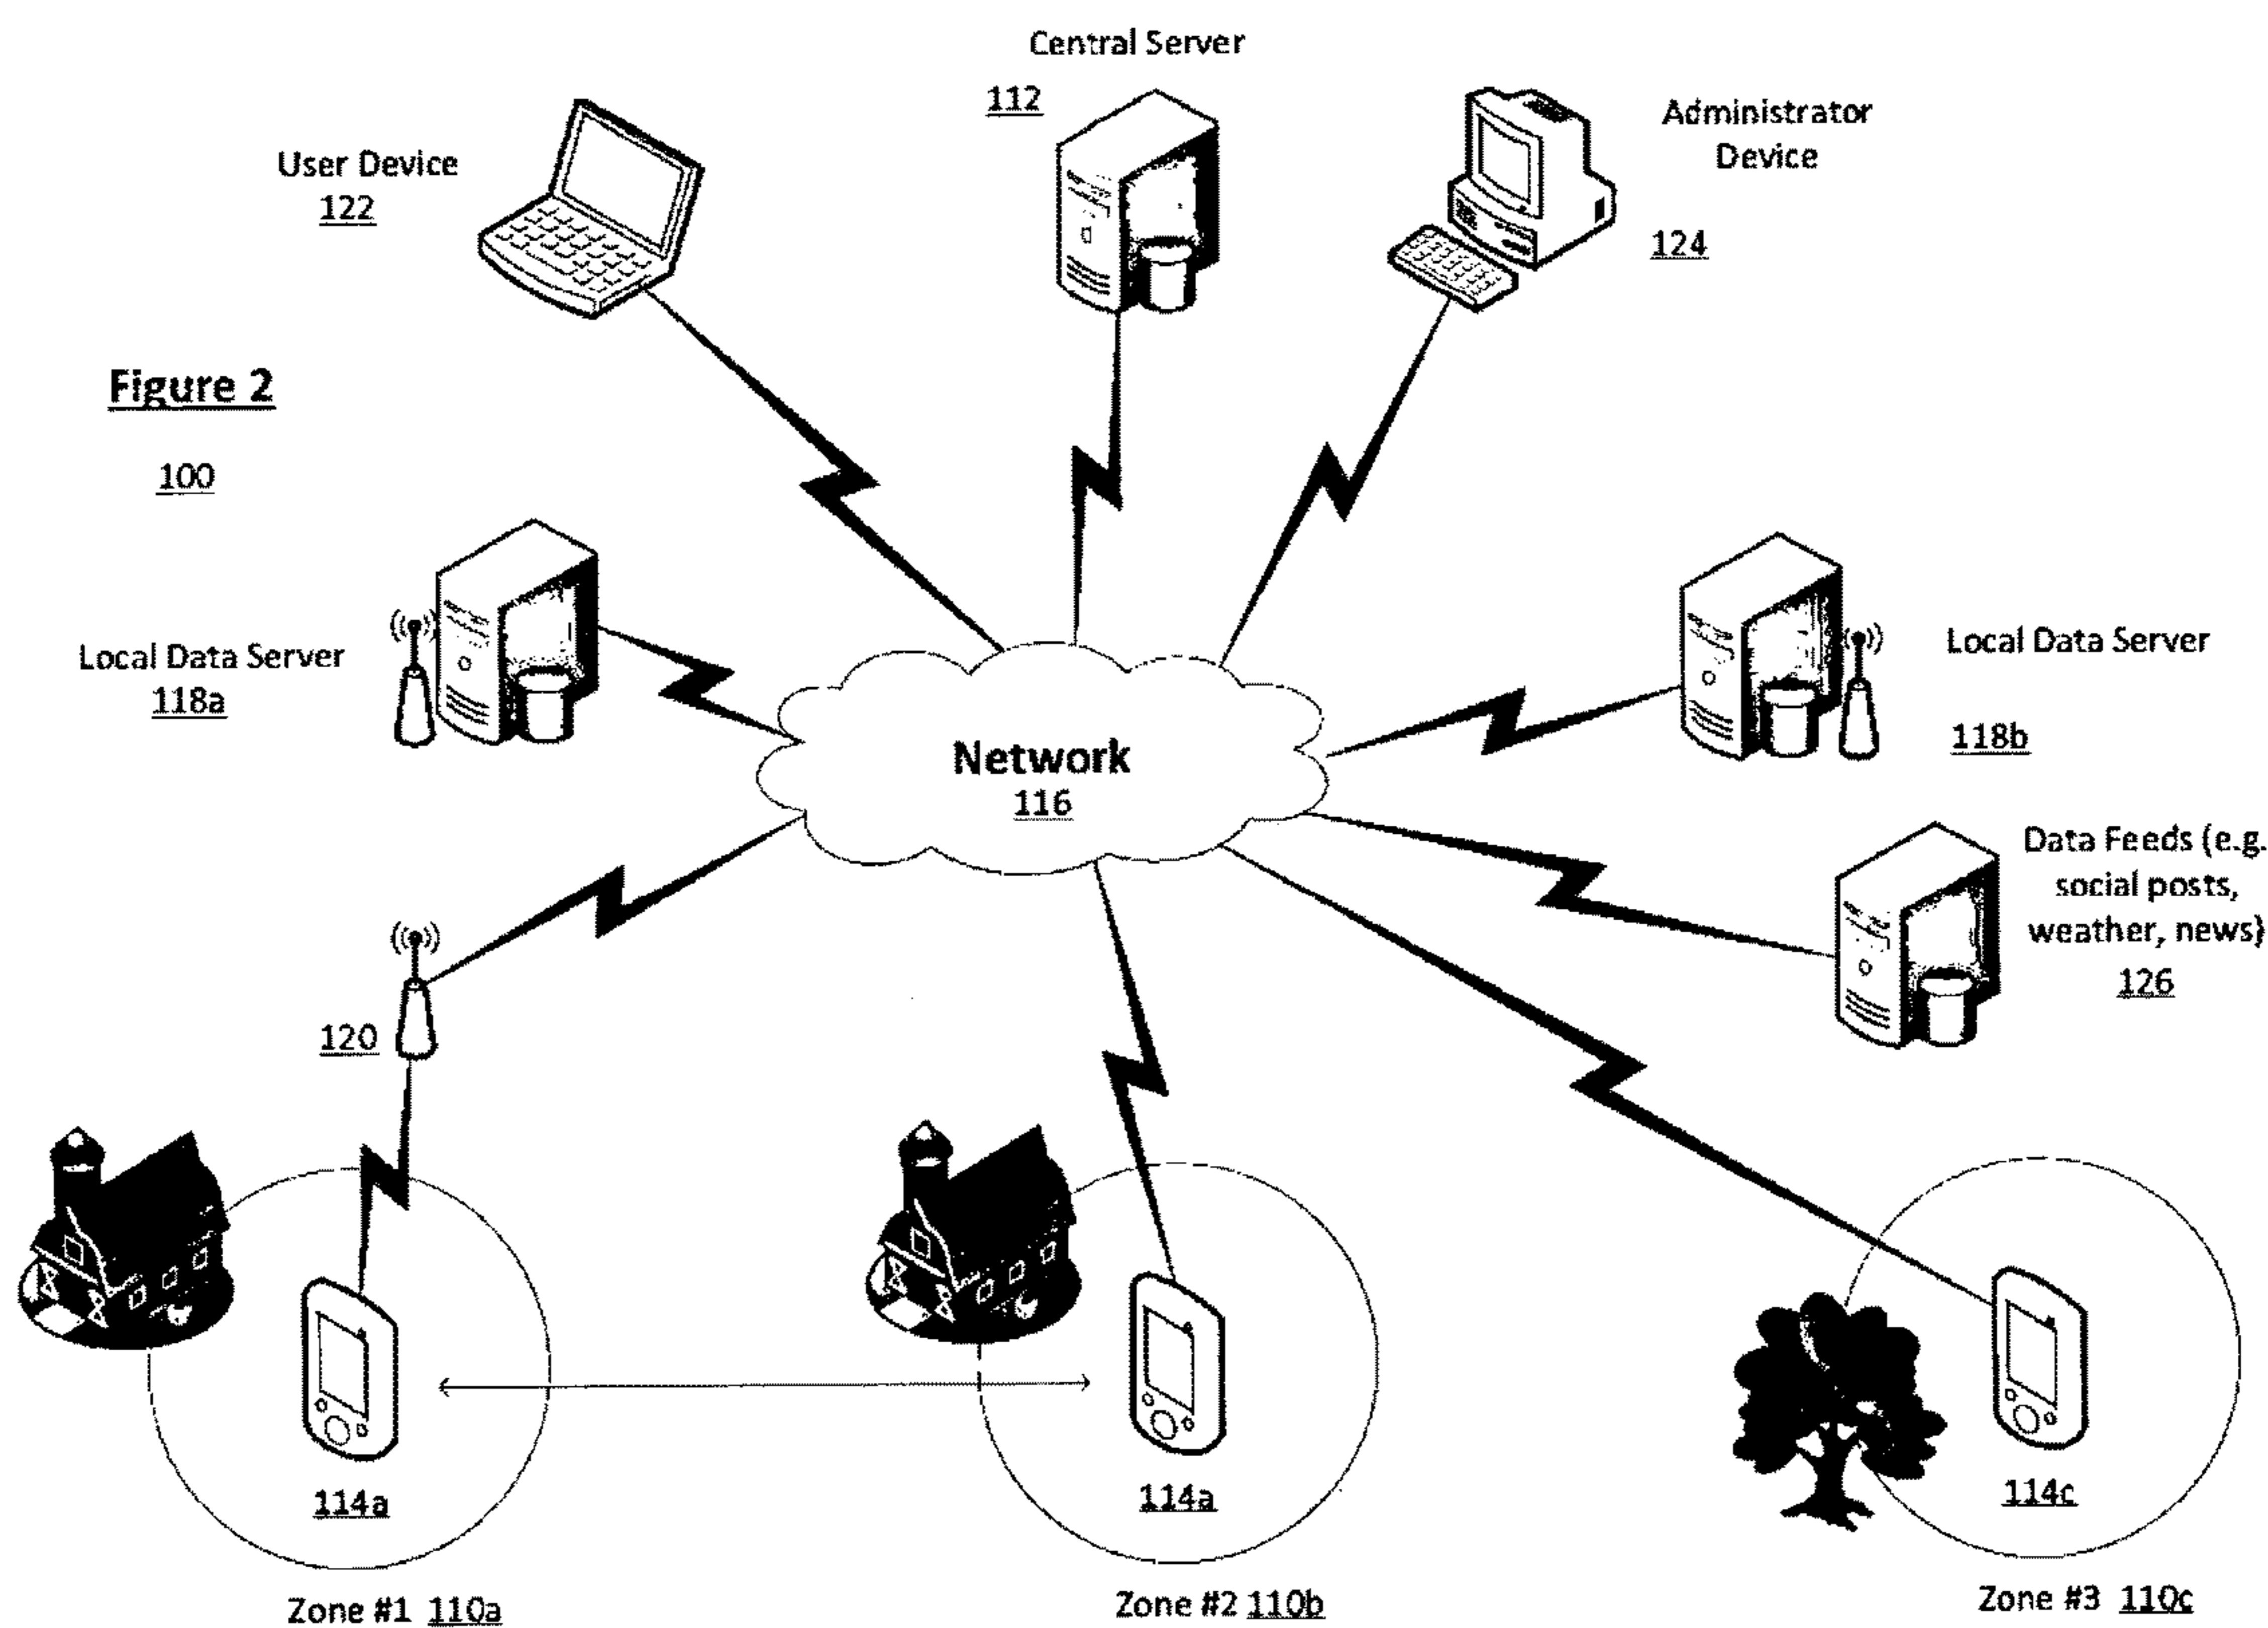 Central Server
112
Administrator
Device
124
User Device
122
Figure 2
100
Local Data Server
118a
Local Data Server
118b
Network
116
Data Feeds (e.g.
social posts,
weather, news)
126
120
114a
114a
114c
Zone #1 110a
Zone #2 110b
Zone #3 110c